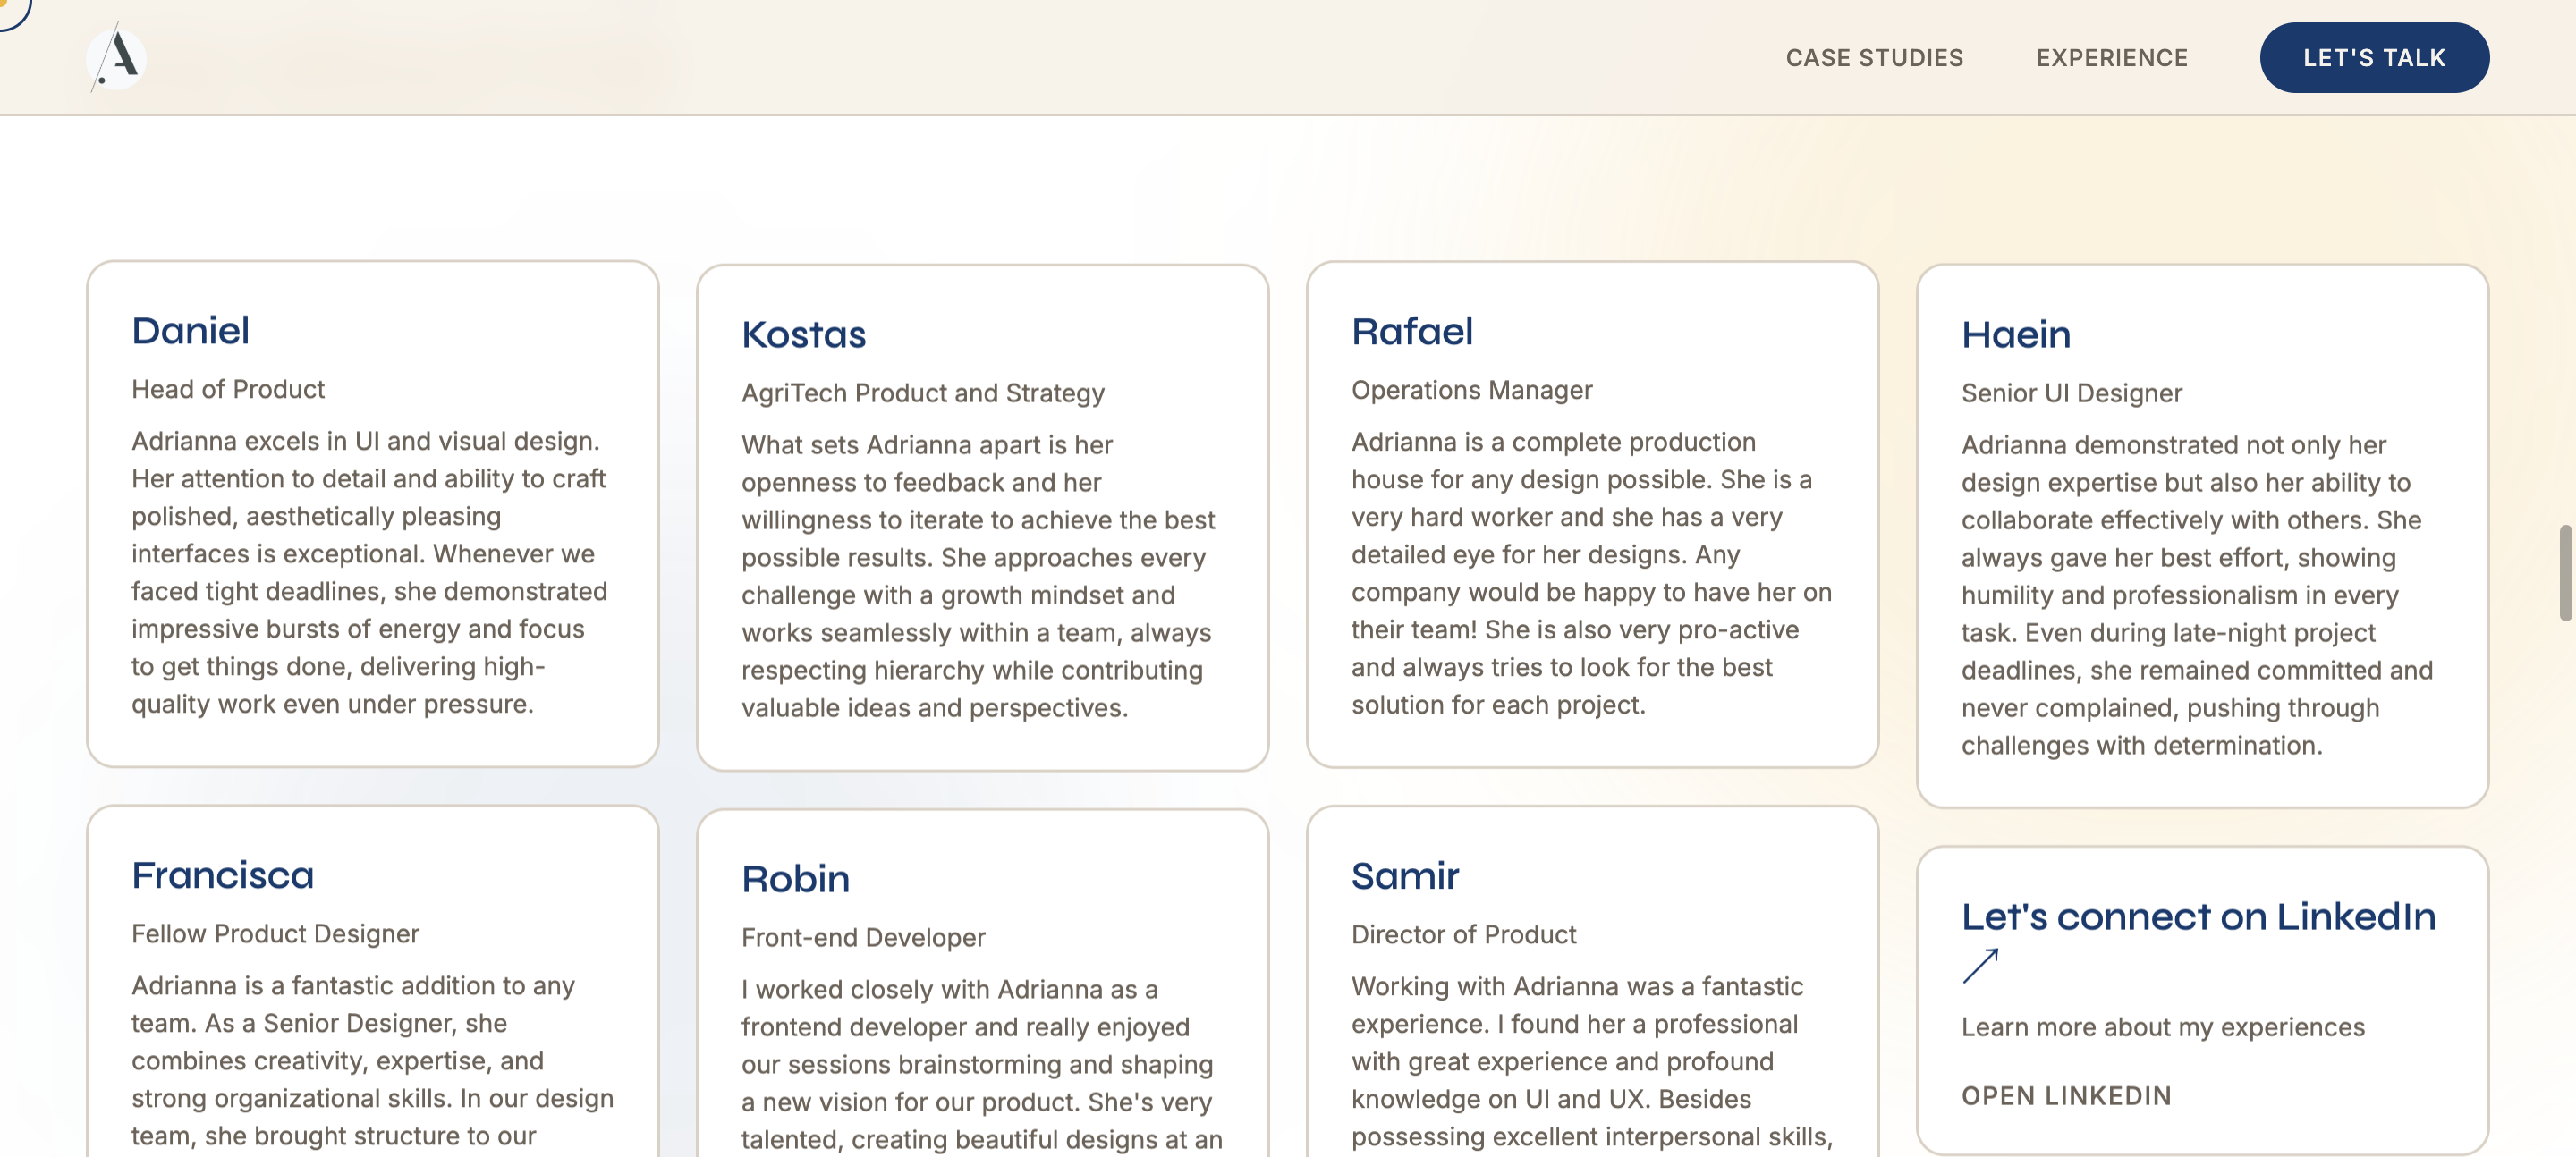 A
CASE STUDIES
EXPERIENCE
LET'S TALK
Daniel
Head of Product
Adrianna excels in UI and visual design.
Her attention to detail and ability to craft
polished, aesthetically pleasing
interfaces is exceptional. Whenever we
faced tight deadlines, she demonstrated
impressive bursts of energy and focus
to get things done, delivering high-
quality work even under pressure.
Kostas
AgriTech Product and Strategy
What sets Adrianna apart is her
openness to feedback and her
willingness to iterate to achieve the best
possible results. She approaches every
challenge with a growth mindset and
works seamlessly within a team, always
respecting hierarchy while contributing
valuable ideas and perspectives.
Rafael
Operations Manager
Adrianna is a complete production
house for any design possible. She is a
very hard worker and she has a very
detailed eye for her designs. Any
company would be happy to have her on
their team! She is also very pro-active
and always tries to look for the best
solution for each project.
Haein
Senior UI Designer
Adrianna demonstrated not only her
design expertise but also her ability to
collaborate effectively with others. She
always gave her best effort, showing
humility and professionalism in every
task. Even during late-night project
deadlines, she remained committed and
never complained, pushing through
challenges with determination.
Francisca
Fellow Product Designer
Adrianna is a fantastic addition to any
team. As a Senior Designer, she
combines creativity, expertise, and
strong organizational skills. In our design
team, she brought structure to our
Robin
Front-end Developer
I worked closely with Adrianna as a
frontend developer and really enjoyed
our sessions brainstorming and shaping
a new vision for our product. She's very
talented, creating beautiful designs at an
Samir
Director of Product
Working with Adrianna was a fantastic
experience. I found her a professional
with great experience and profound
knowledge on UI and UX. Besides
possessing excellent interpersonal skills,
Let's connect on LinkedIn
↗
Learn more about my experiences
OPEN LINKEDIN